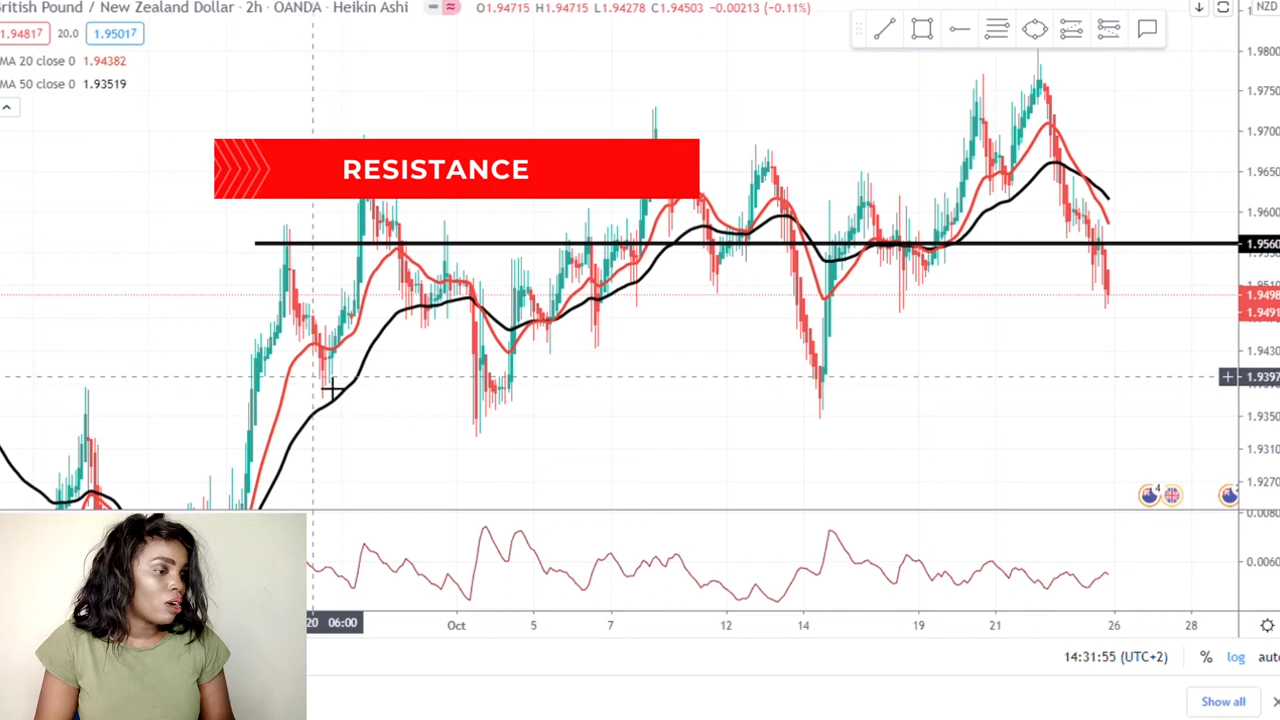 ritish Pound / New Zealand Dollar · 2h · OANDA · Heikin Ashi O1.94715 H1.94715 L1.94278 C1.94503 −0.00213 (−0.11%) NZD
1.94817 20.0 1.95017
MA 20 close 0 1.94382
MA 50 close 0 1.93519
RESISTANCE
1.9800
1.9750
1.9700
1.9650
1.9600
1.9560
1.9498
1.9491
1.9430
1.9397
1.9350
1.9310
1.9270
4
0.0080
0.0060
20 06:00 Oct 5 7 12 14 19 21 26 28
14:31:55 (UTC+2) % log auto
Show all